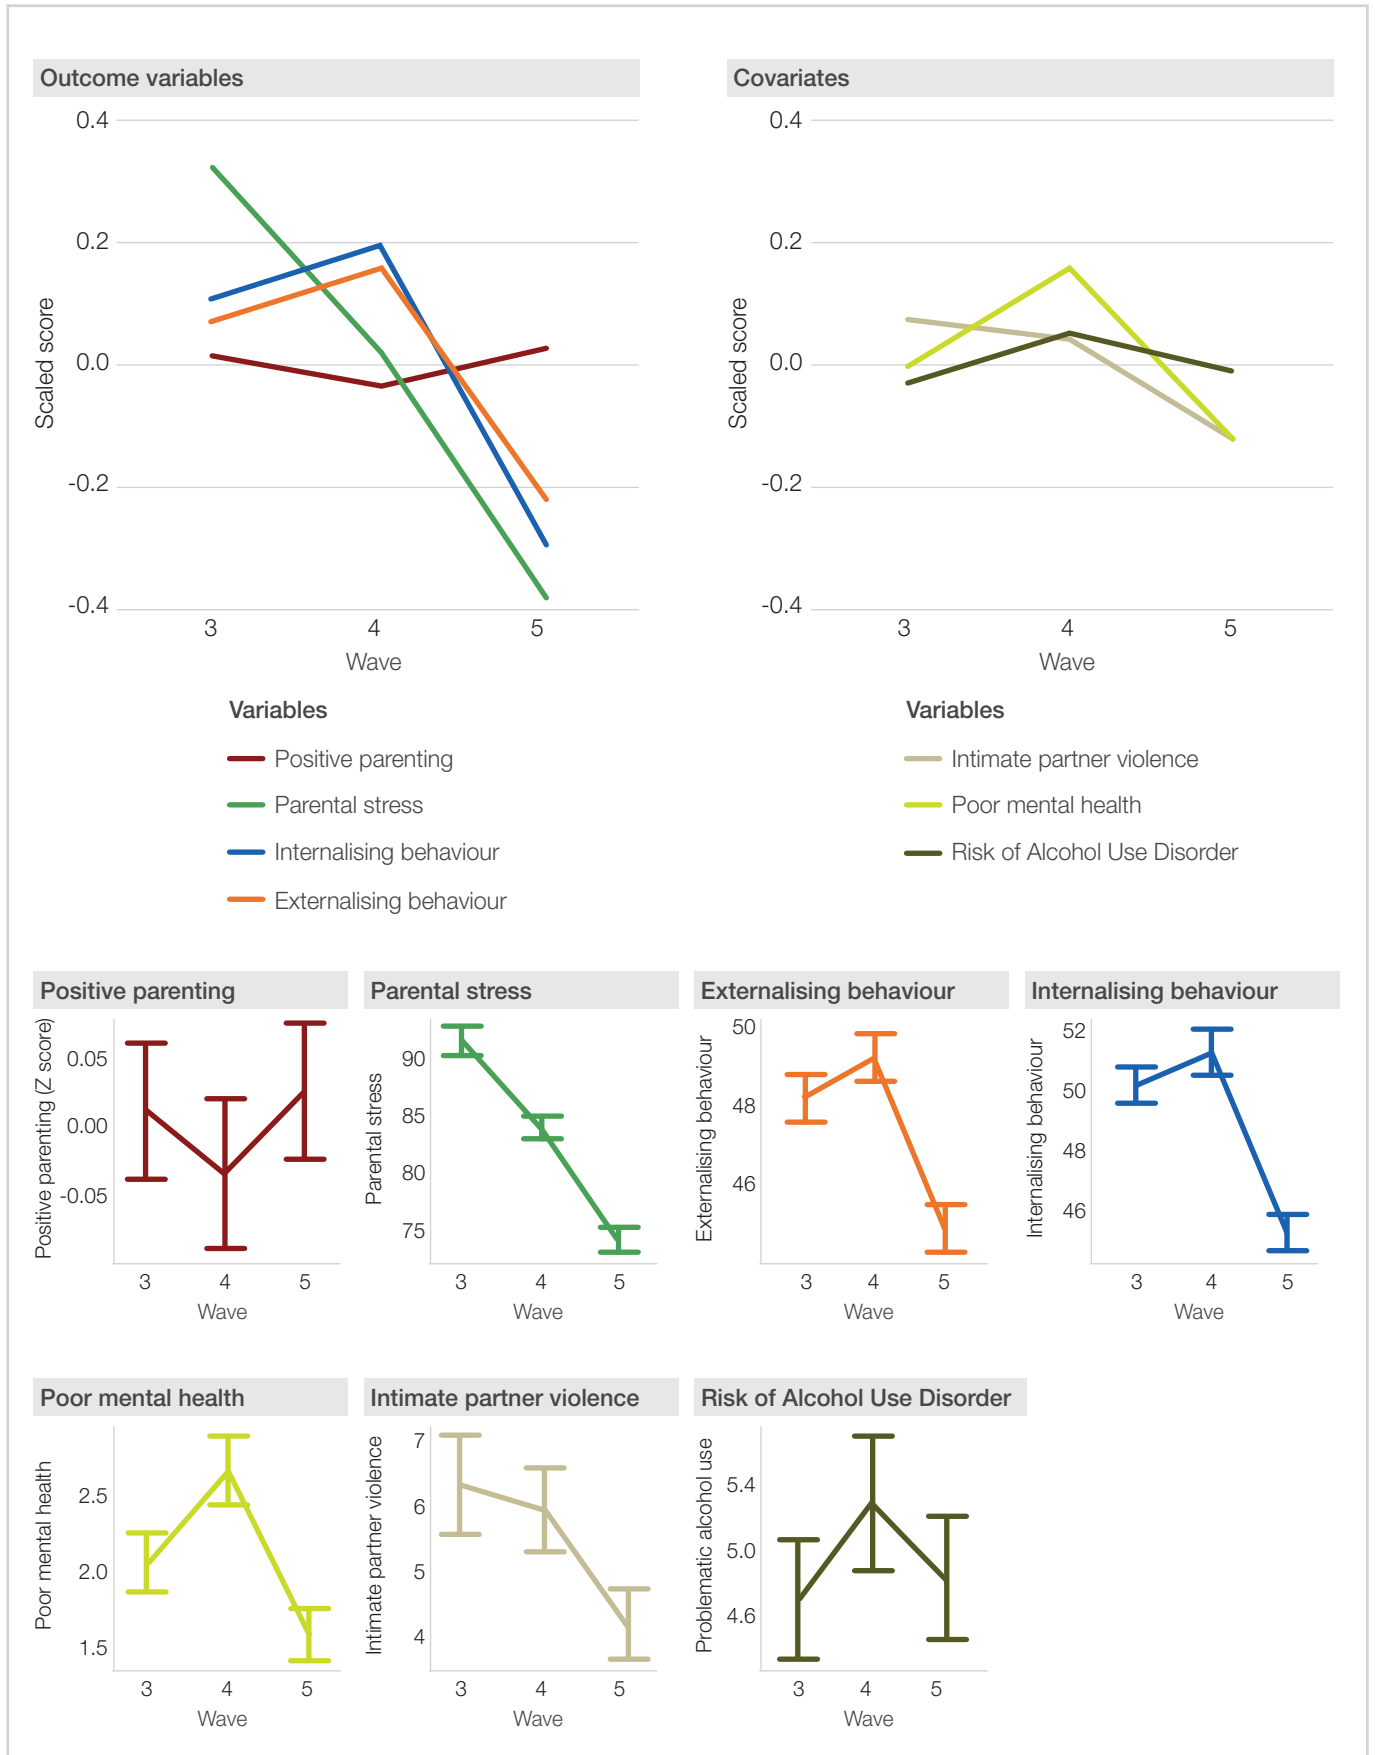 Outcome variables
0.4
0.2
0.0
-0.2
-0.4
Scaled score
3 4 5
Wave
Variables
Positive parenting
Parental stress
Internalising behaviour
Externalising behaviour
Covariates
0.4
0.2
0.0
-0.2
-0.4
Scaled score
3 4 5
Wave
Variables
Intimate partner violence
Poor mental health
Risk of Alcohol Use Disorder
Positive parenting
Positive parenting (Z score)
0.05
0.00
-0.05
3 4 5
Wave
Parental stress
Parental stress
90
85
80
75
3 4 5
Wave
Externalising behaviour
Externalising behaviour
50
48
46
3 4 5
Wave
Internalising behaviour
Internalising behaviour
52
50
48
46
3 4 5
Wave
Poor mental health
Poor mental health
2.5
2.0
1.5
3 4 5
Wave
Intimate partner violence
Intimate partner violence
7
6
5
4
3 4 5
Wave
Risk of Alcohol Use Disorder
Problematic alcohol use
5.4
5.0
4.6
3 4 5
Wave